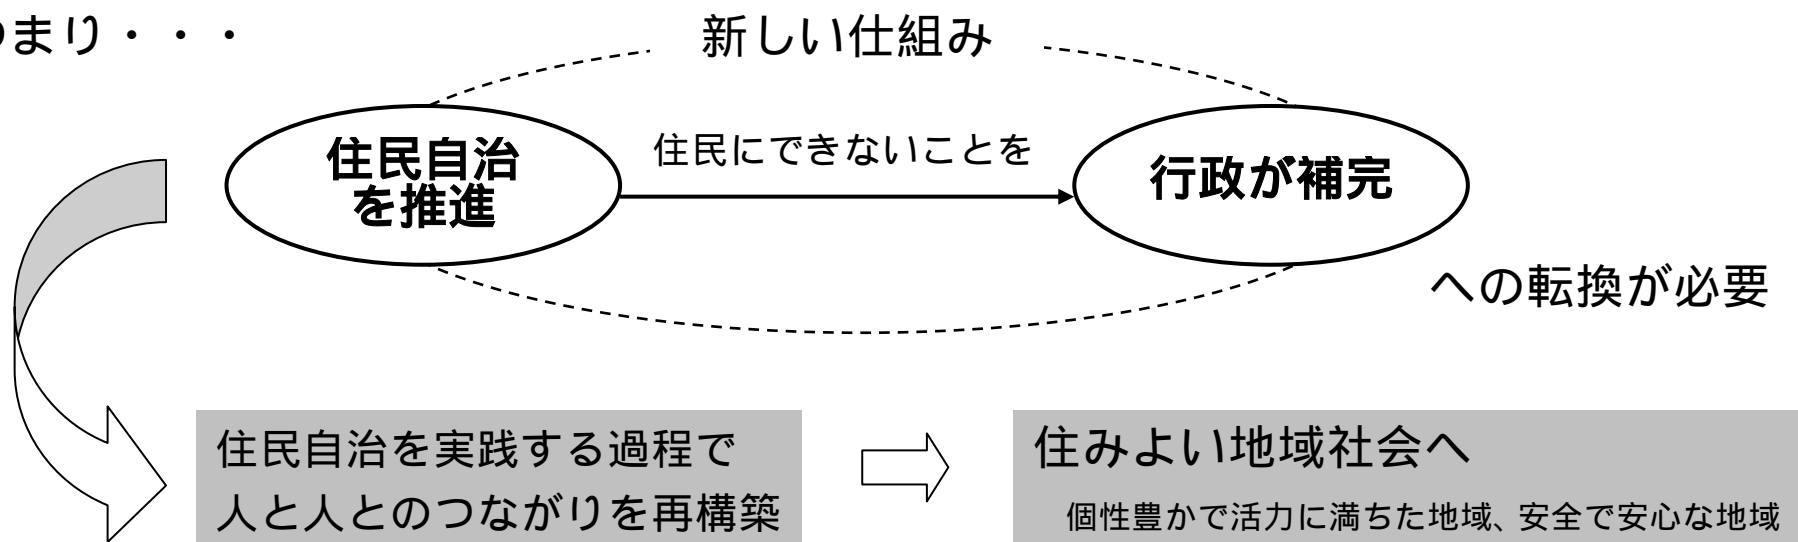 つまり・・・
新しい仕組み
住民自治
を推進
住民にできないことを
行政が補完
への転換が必要
住民自治を実践する過程で
人と人とのつながりを再構築
住みよい地域社会へ
個性豊かで活力に満ちた地域、安全で安心な地域